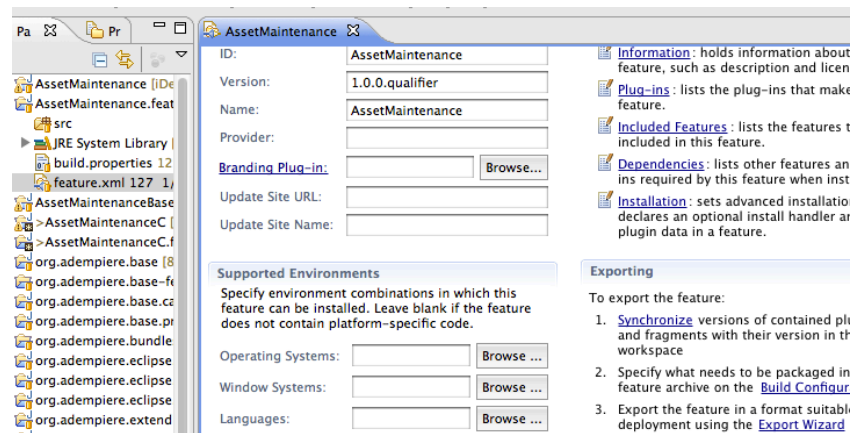 Pa
Pr
AssetMaintenance [iDe
AssetMaintenance.feat
src
JRE System Library [
build.properties 12
feature.xml 127 1/
AssetMaintenanceBase
>AssetMaintenanceC [
>AssetMaintenanceC.f
org.adempiere.base [8
org.adempiere.base-fe
org.adempiere.base.ca
org.adempiere.base.pr
org.adempiere.bundle
org.adempiere.eclipse
org.adempiere.eclipse
org.adempiere.eclipse
org.adempiere.extend
AssetMaintenance
ID: AssetMaintenance
Version: 1.0.0.qualifier
Name: AssetMaintenance
Provider:
Branding Plug-in: Browse...
Update Site URL:
Update Site Name:
Supported Environments
Specify environment combinations in which this
feature can be installed. Leave blank if the feature
does not contain platform-specific code.
Operating Systems: Browse ...
Window Systems: Browse ...
Languages: Browse ...
Information : holds information about
feature, such as description and licen
Plug-ins : lists the plug-ins that make
feature.
Included Features : lists the features t
included in this feature.
Dependencies : lists other features an
ins required by this feature when inst
Installation : sets advanced installatio
declares an optional install handler ar
plugin data in a feature.
Exporting
To export the feature:
1. Synchronize versions of contained plu
and fragments with their version in th
workspace
2. Specify what needs to be packaged in
feature archive on the Build Configur
3. Export the feature in a format suitable
deployment using the Export Wizard